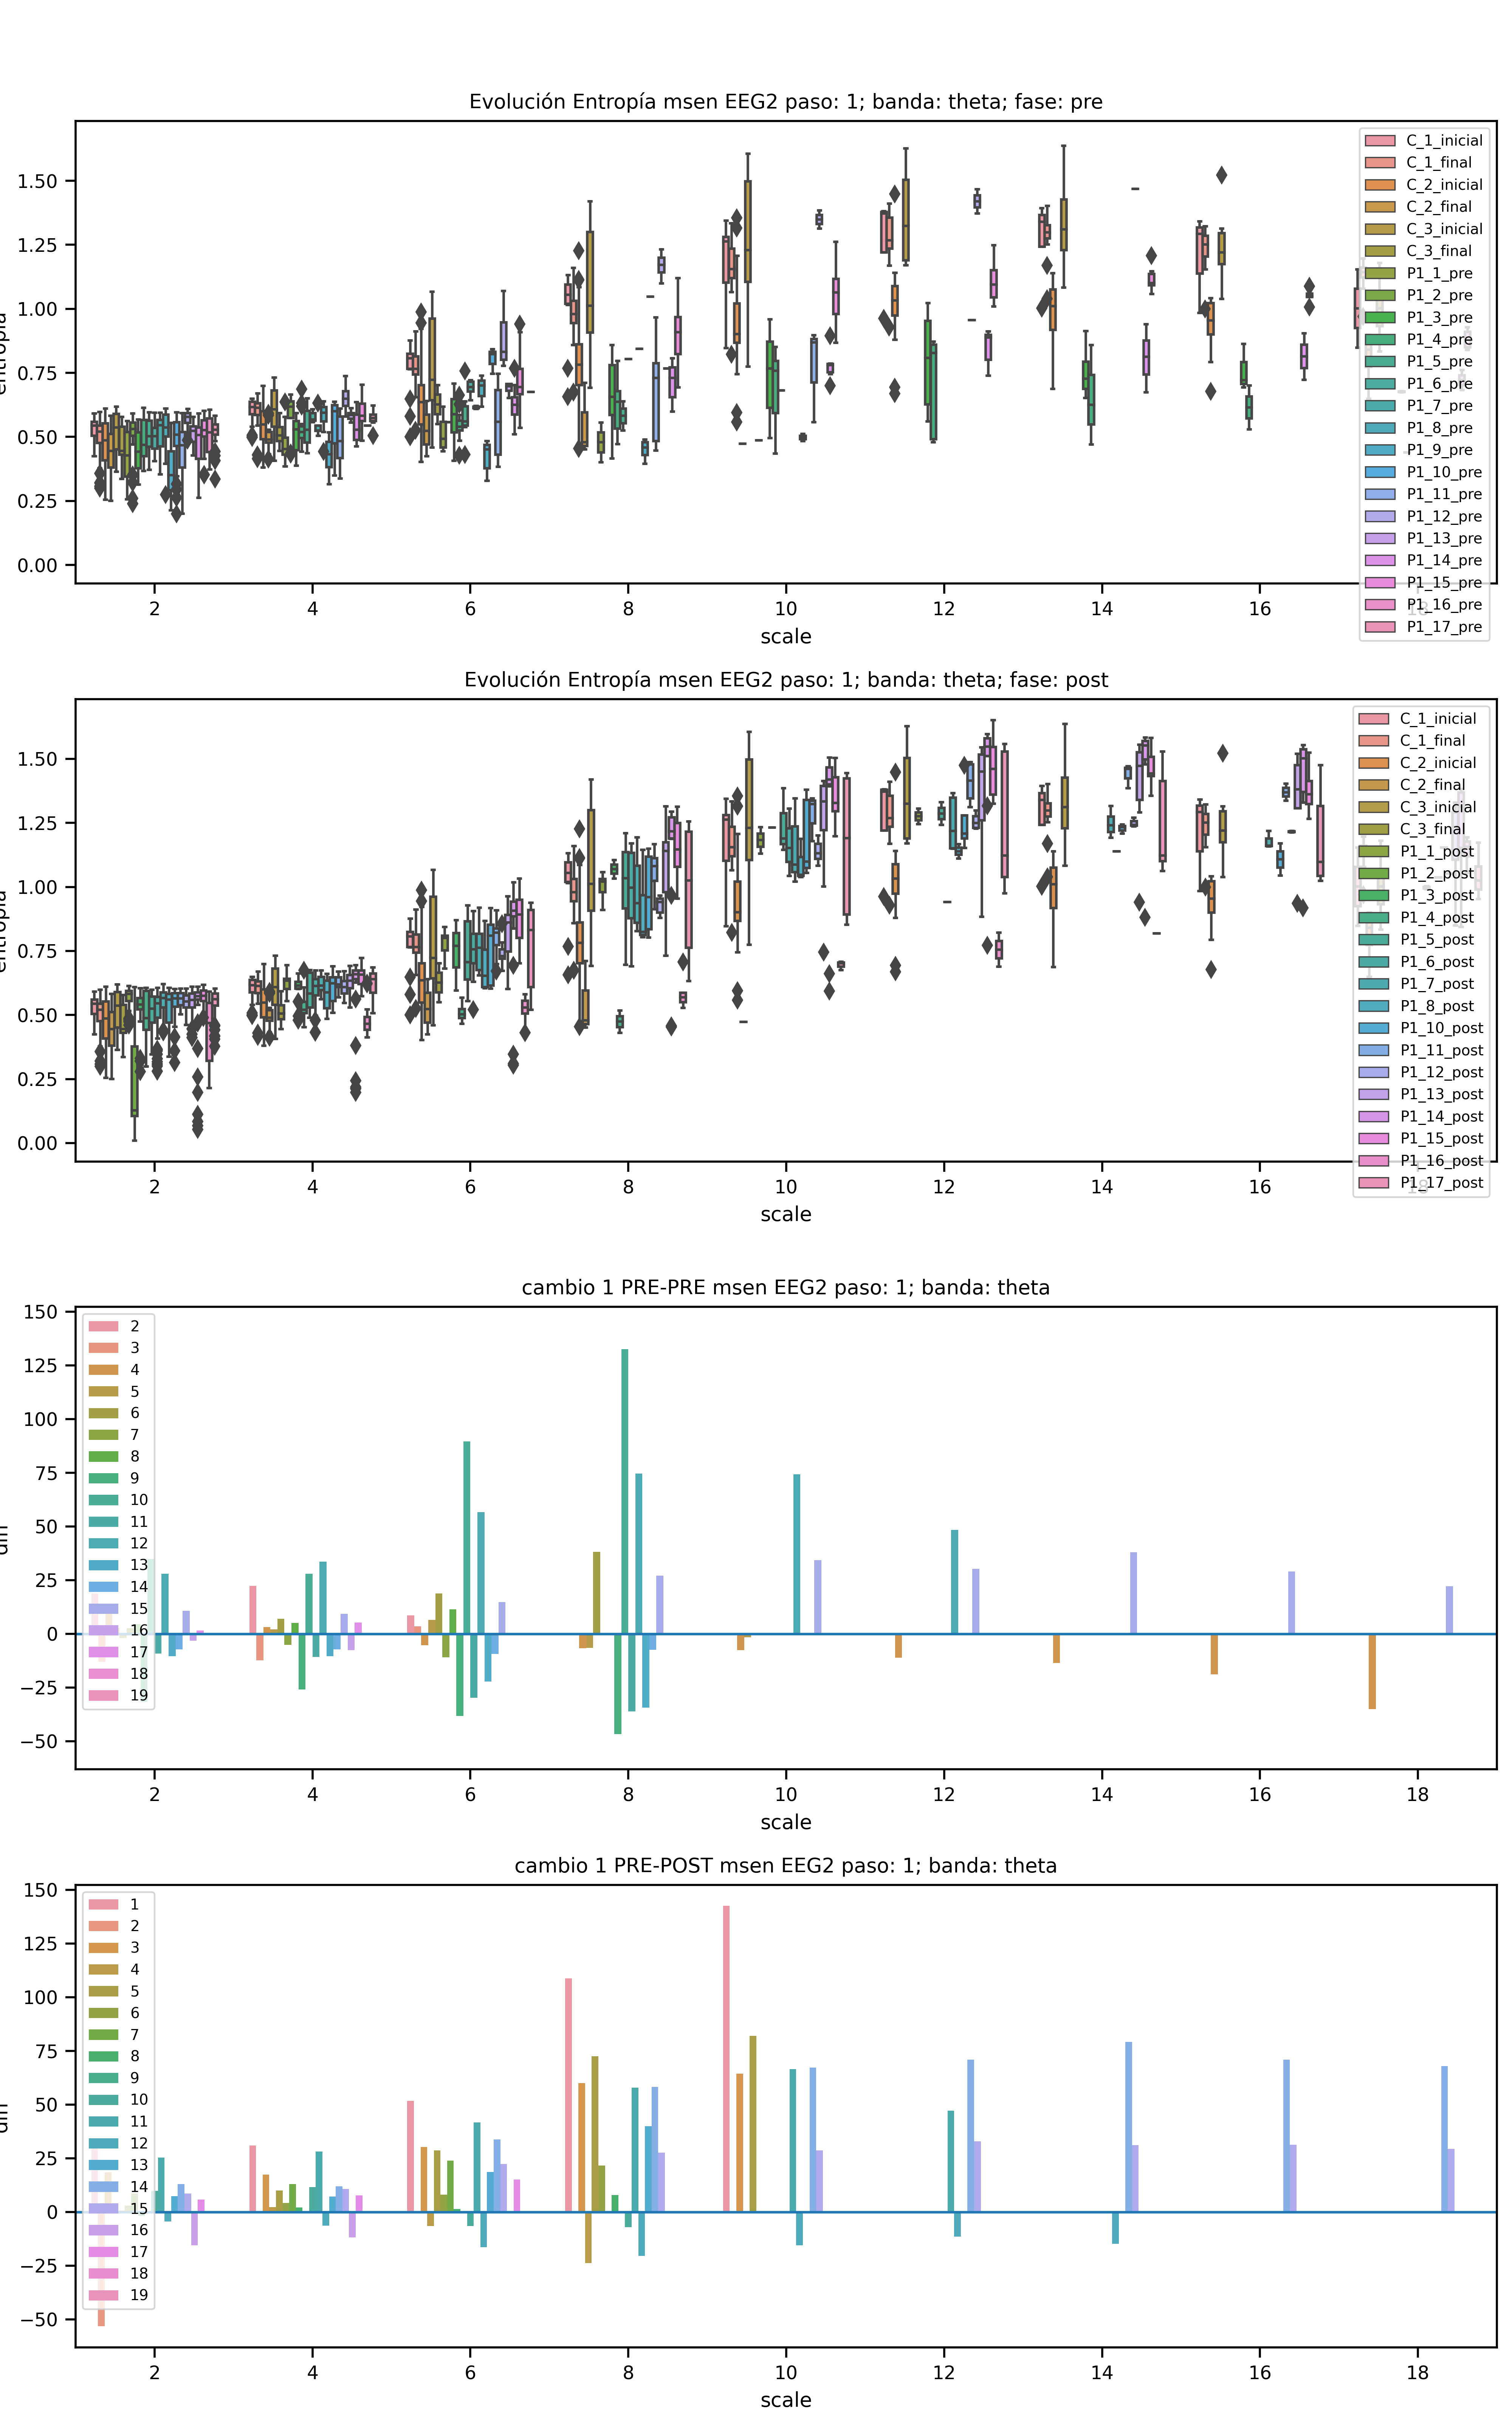 Evolución Entropía msen EEG2 paso: 1; banda: theta; fase: pre
1.50
1.25
1.00
0.75
0.50
0.25
0.00
entropia
2 4 6 8 10 12 14 16 18
scale
C_1_inicial
C_1_final
C_2_inicial
C_2_final
C_3_inicial
C_3_final
P1_1_pre
P1_2_pre
P1_3_pre
P1_4_pre
P1_5_pre
P1_6_pre
P1_7_pre
P1_8_pre
P1_9_pre
P1_10_pre
P1_11_pre
P1_12_pre
P1_13_pre
P1_14_pre
P1_15_pre
P1_16_pre
P1_17_pre
Evolución Entropía msen EEG2 paso: 1; banda: theta; fase: post
1.50
1.25
1.00
0.75
0.50
0.25
0.00
entropia
2 4 6 8 10 12 14 16 18
scale
C_1_inicial
C_1_final
C_2_inicial
C_2_final
C_3_inicial
C_3_final
P1_1_post
P1_2_post
P1_3_post
P1_4_post
P1_5_post
P1_6_post
P1_7_post
P1_8_post
P1_10_post
P1_11_post
P1_12_post
P1_13_post
P1_14_post
P1_15_post
P1_16_post
P1_17_post
cambio 1 PRE-PRE msen EEG2 paso: 1; banda: theta
150
125
100
75
50
25
0
−25
−50
2
3
4
5
6
7
8
9
10
11
12
13
14
15
16
17
18
19
2 4 6 8 10 12 14 16 18
scale
cambio 1 PRE-POST msen EEG2 paso: 1; banda: theta
150
125
100
75
50
25
0
−25
−50
1
2
3
4
5
6
7
8
9
10
11
12
13
14
15
16
17
18
19
2 4 6 8 10 12 14 16 18
scale